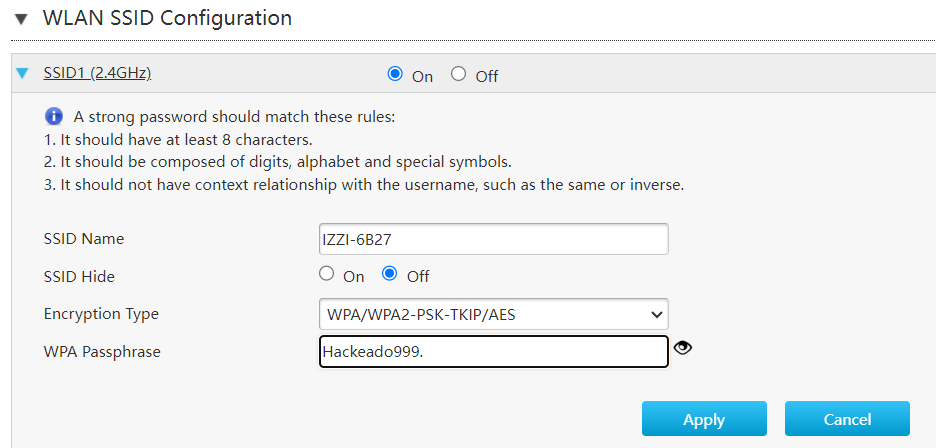 WLAN SSID Configuration
SSID1 (2.4GHz) On Off
A strong password should match these rules:
1. It should have at least 8 characters.
2. It should be composed of digits, alphabet and special symbols.
3. It should not have context relationship with the username, such as the same or inverse.
SSID Name IZZI-6B27
SSID Hide On Off
Encryption Type WPA/WPA2-PSK-TKIP/AES
WPA Passphrase Hackeado999.
Apply Cancel